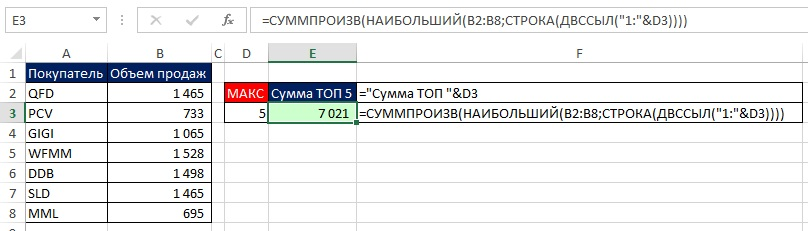 E3 fx =СУММПРОИЗВ(НАИБОЛЬШИЙ(B2:B8;СТРОКА(ДВССЫЛ("1:"&D3))))
A B C D E F
1 Покупатель Объем продаж
2 QFD 1 465 МАКС Сумма ТОП 5 ="Сумма ТОП "&D3
3 PCV 733 5 7 021 =СУММПРОИЗВ(НАИБОЛЬШИЙ(B2:B8;СТРОКА(ДВССЫЛ("1:"&D3))))
4 GIGI 1 065
5 WFMM 1 528
6 DDB 1 498
7 SLD 1 465
8 MML 695